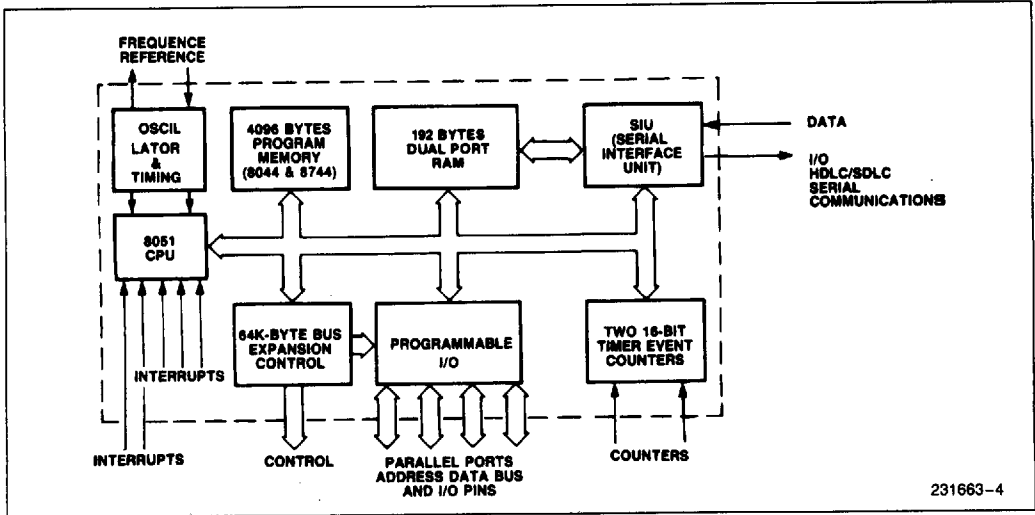 FREQUENCE
REFERENCE
OSCIL
LATOR
&
TIMING
4096 BYTES
PROGRAM
MEMORY
(8044 & 8744)
192 BYTES
DUAL PORT
RAM
SIU
(SERIAL
INTERFACE
UNIT)
DATA
I/O
HDLC/SDLC
SERIAL
COMMUNICATIONS
8051
CPU
64K-BYTE BUS
EXPANSION
CONTROL
PROGRAMMABLE
I/O
TWO 16-BIT
TIMER EVENT
COUNTERS
INTERRUPTS
INTERRUPTS
CONTROL
PARALLEL PORTS
ADDRESS DATA BUS
AND I/O PINS
COUNTERS
231663-4